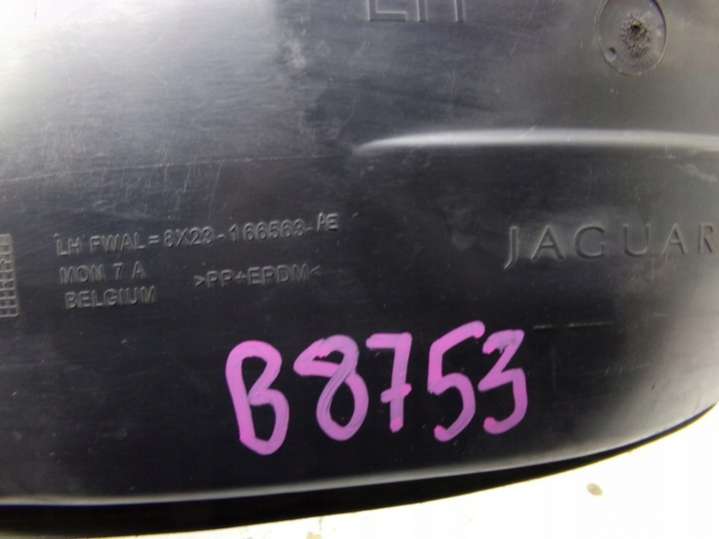 LH
LH FWAL = 8X23-166563-AE
JAGUAR
MOM 7 A
>PP+EPDM<
BELGIUM
B8753